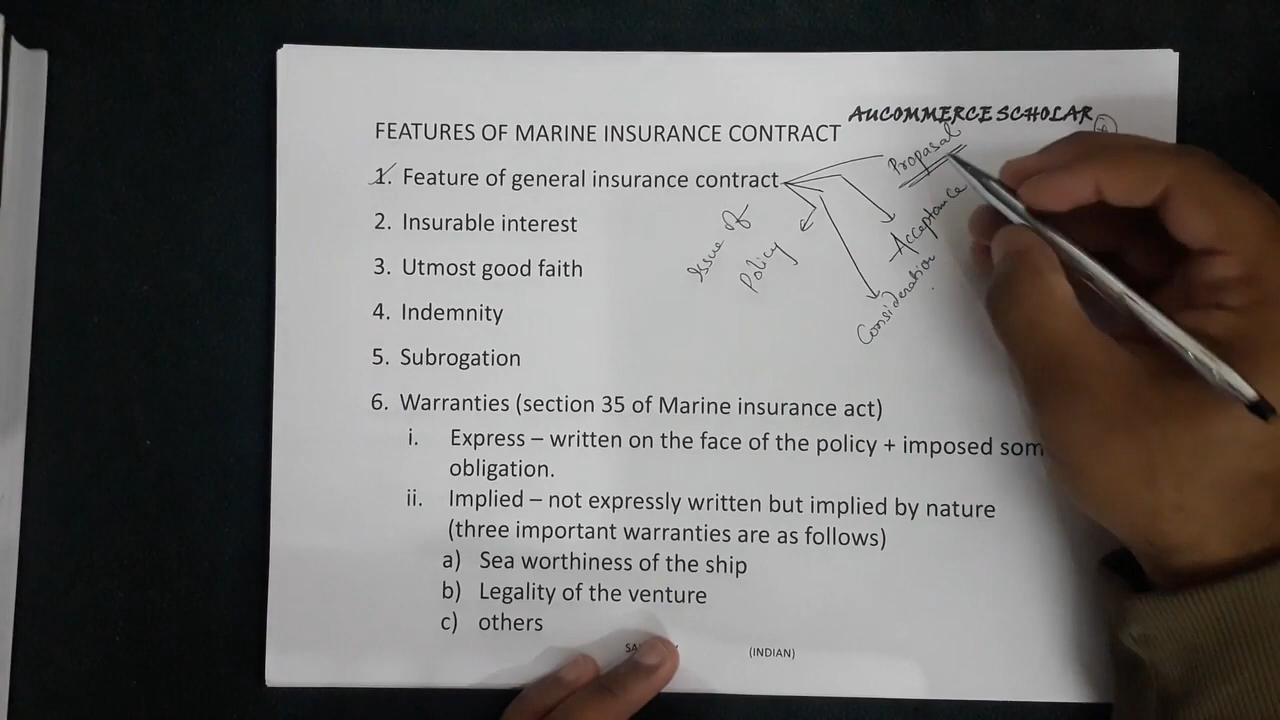 AUCOMMERCE SCHOLAR
FEATURES OF MARINE INSURANCE CONTRACT
1. Feature of general insurance contract
Propasal
Acceptance
Consideration
Issue of
Policy
2. Insurable interest
3. Utmost good faith
4. Indemnity
5. Subrogation
6. Warranties (section 35 of Marine insurance act)
i. Express – written on the face of the policy + imposed som
obligation.
ii. Implied – not expressly written but implied by nature
(three important warranties are as follows)
a) Sea worthiness of the ship
b) Legality of the venture
c) others
(INDIAN)